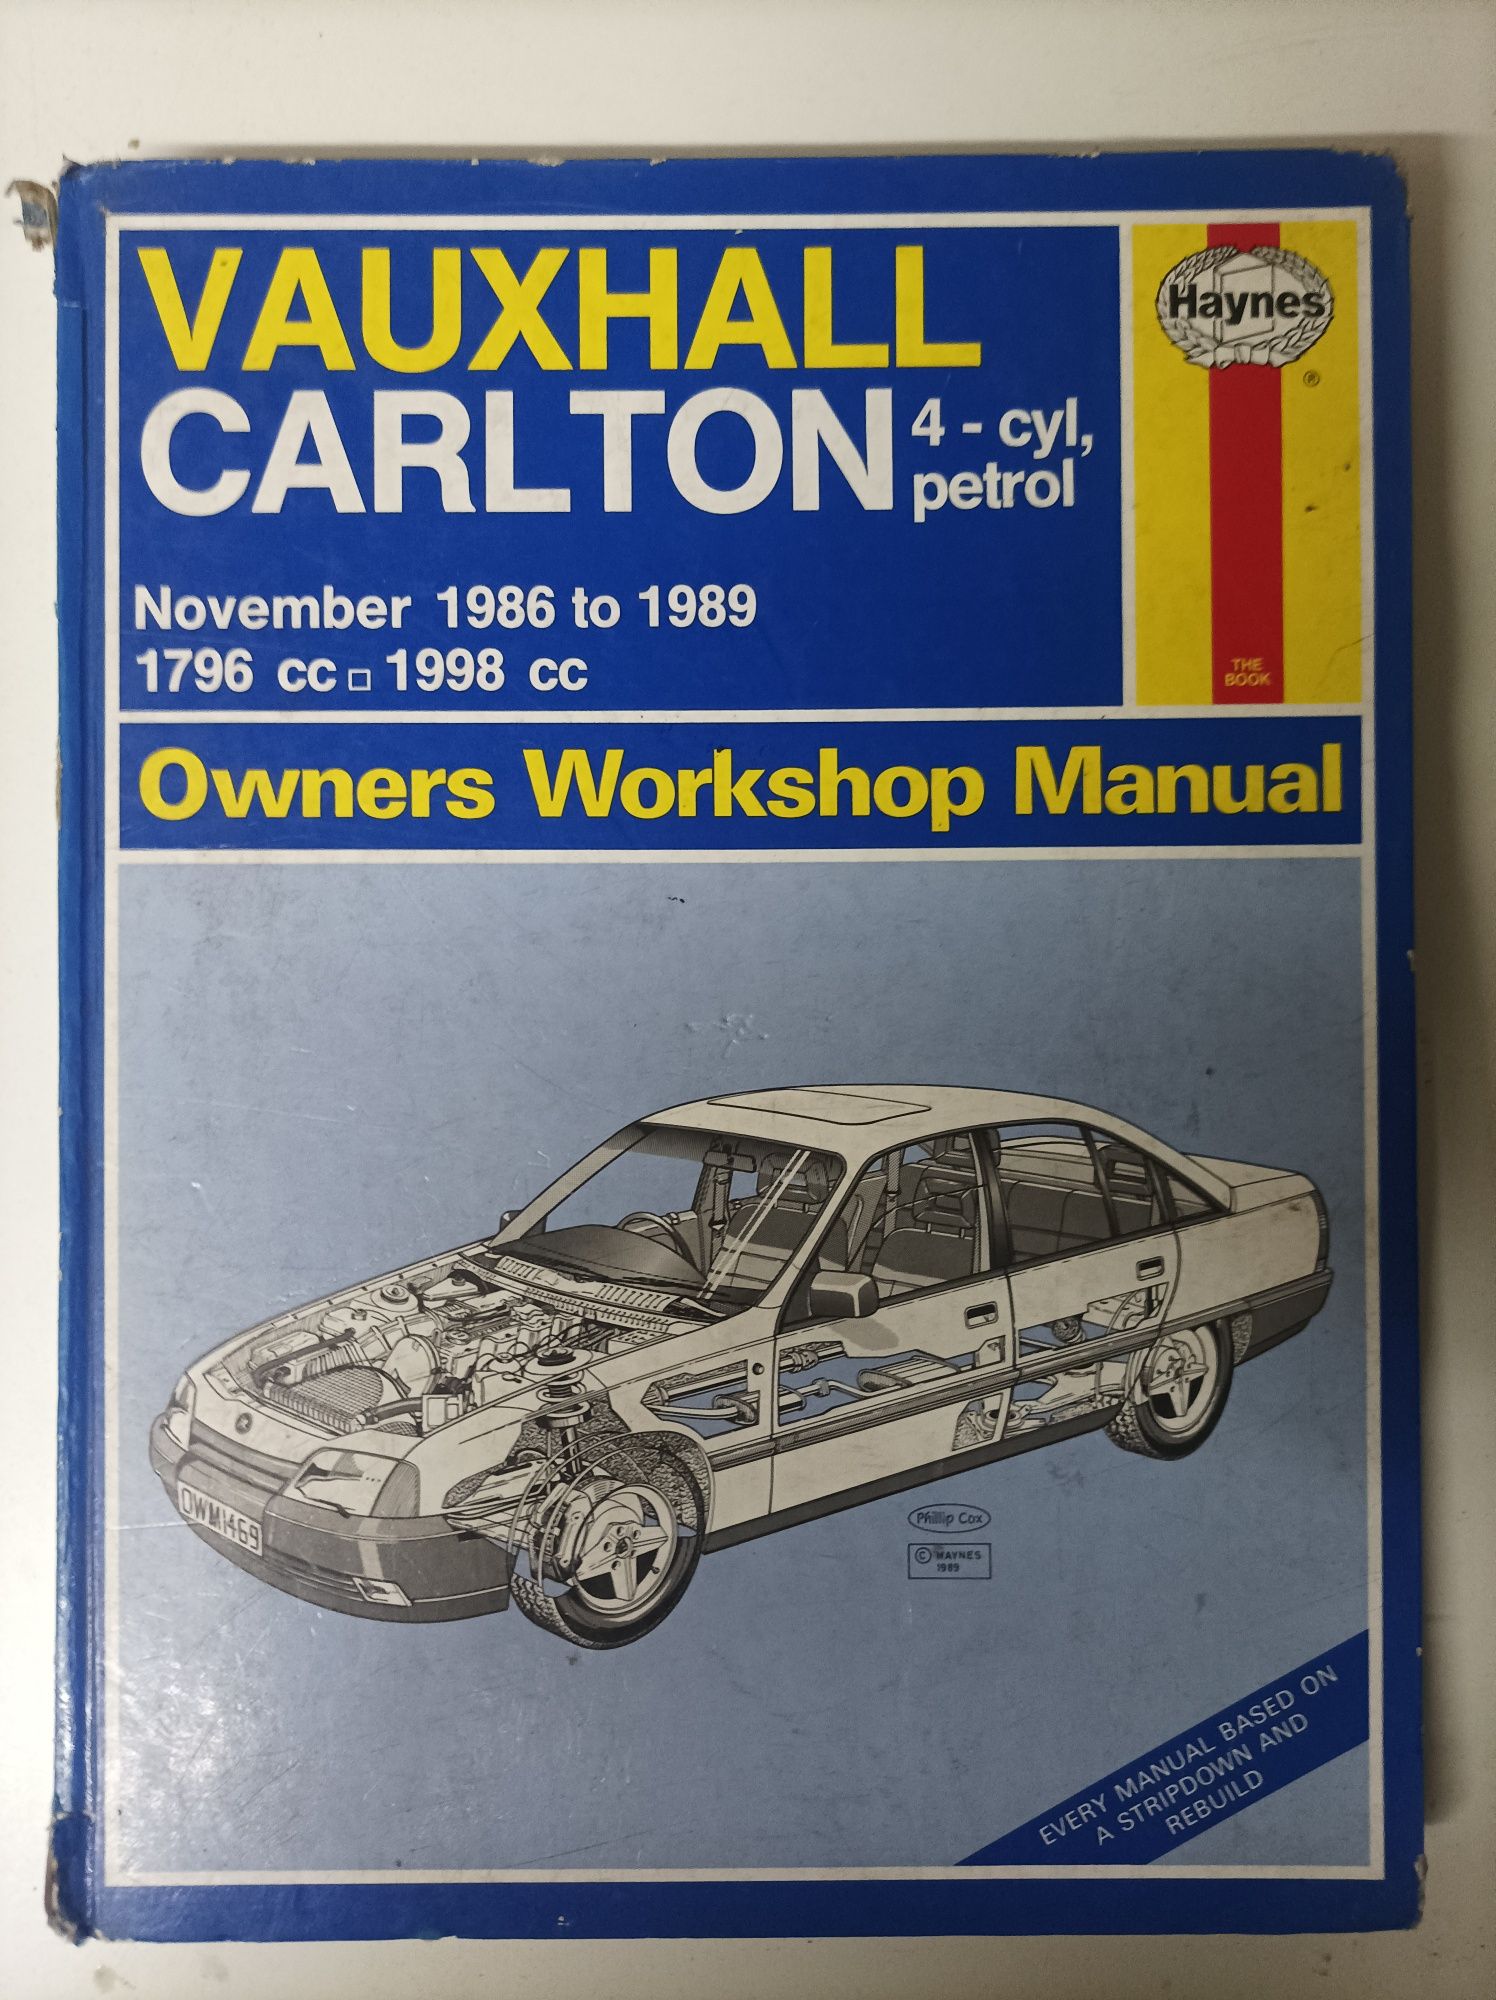 VAUXHALL
CARLTON 4 - cyl,
petrol
November 1986 to 1989
1796 cc □ 1998 cc
Haynes
®
THE
BOOK
Owners Workshop Manual
OWM1469
Phillip Cox
© HAYNES
1989
EVERY MANUAL BASED ON
A STRIPDOWN AND
REBUILD